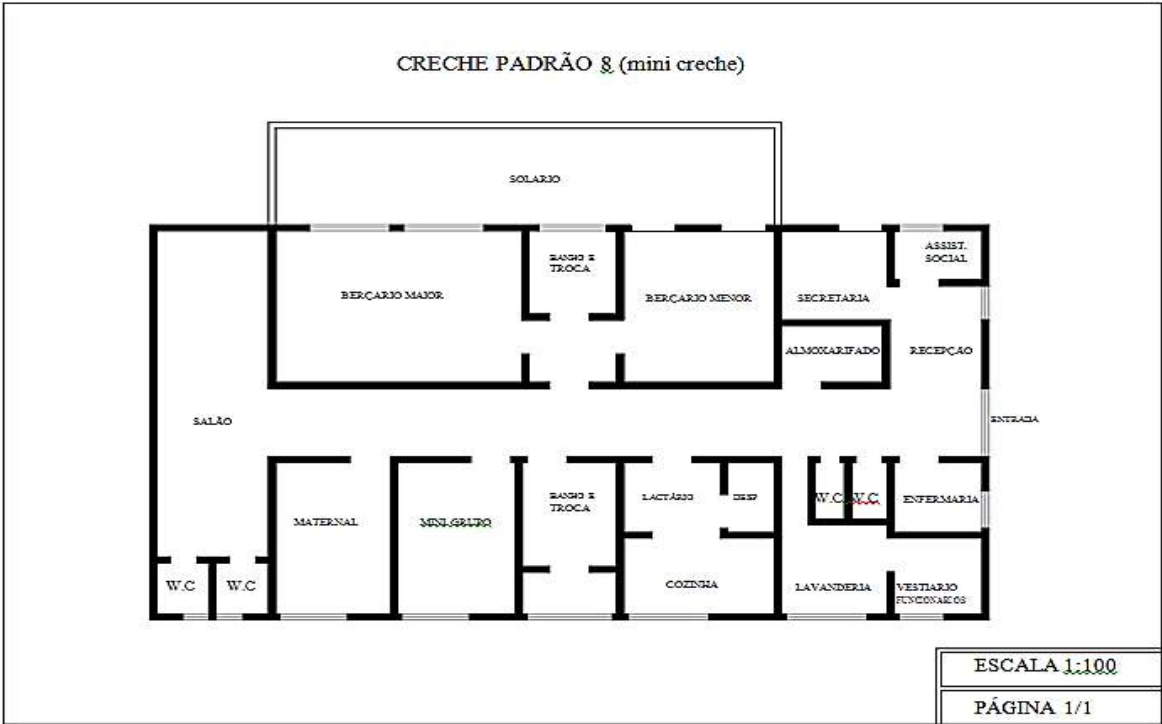 CRECHE PADRÃO 8 (mini creche)
SOLARIO
ASSIST.
SOCIAL
BANHO E
TROCA
BERÇARIO MAIOR
BERÇARIO MENOR
SECRETARIA
ALMOXARIFADO
RECEPÇÃO
SALÃO
ENTRADA
LACTÁRIO
DESP
BANHO E
TROCA
W.C
W.C
ENFERMARIA
MATERNAL
MINI.GRUPO
W.C
W.C
COZINHA
LAVANDERIA
VESTIARIO
FUNCIONARIOS
ESCALA 1:100
PÁGINA 1/1